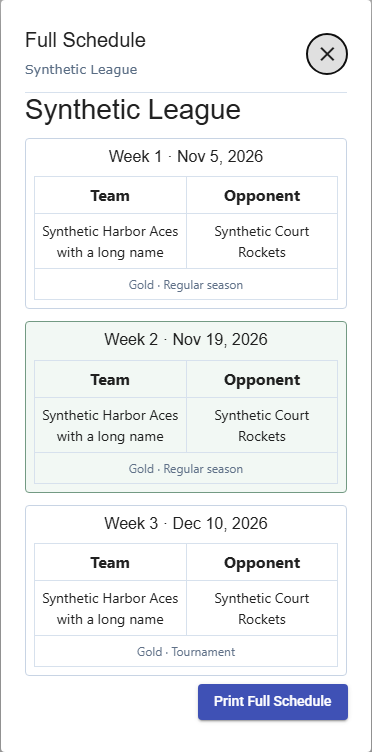 Full Schedule
Synthetic League
Synthetic League
Week 1 · Nov 5, 2026
Team Opponent
Synthetic Harbor Aces Synthetic Court
with a long name Rockets
Gold · Regular season
Week 2 · Nov 19, 2026
Team Opponent
Synthetic Harbor Aces Synthetic Court
with a long name Rockets
Gold · Regular season
Week 3 · Dec 10, 2026
Team Opponent
Synthetic Harbor Aces Synthetic Court
with a long name Rockets
Gold · Tournament
Print Full Schedule